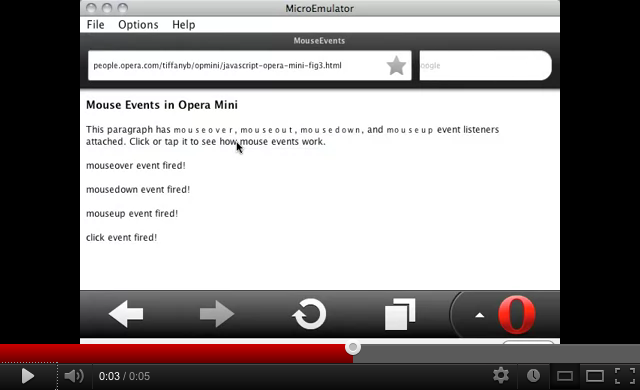 MicroEmulator
File Options Help
MouseEvents
people.opera.com/tiffanyb/opmini/javascript-opera-mini-fig3.html oogle
Mouse Events in Opera Mini
This paragraph has mouseover, mouseout, mousedown, and mouseup event listeners
attached. Click or tap it to see how mouse events work.
mouseover event fired!
mousedown event fired!
mouseup event fired!
click event fired!
0:03 / 0:05